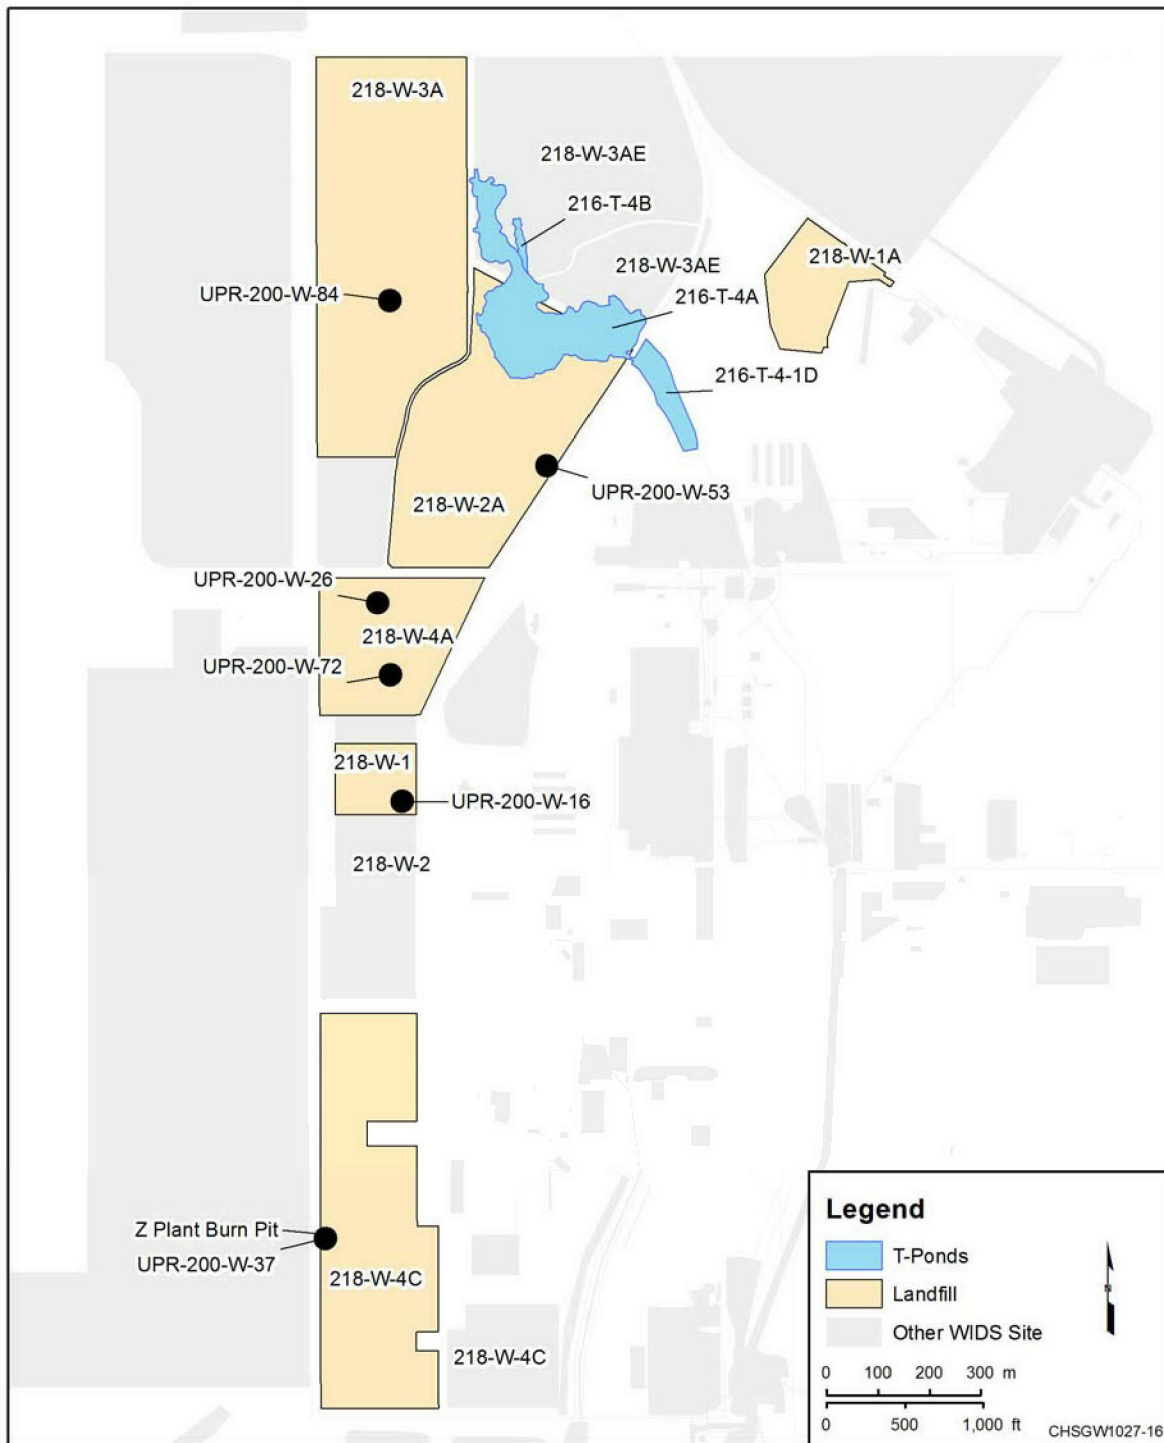 218-W-3A
218-W-3AE
216-T-4B
218-W-1A
218-W-3AE
UPR-200-W-84
216-T-4A
216-T-4-1D
UPR-200-W-53
218-W-2A
UPR-200-W-26
218-W-4A
UPR-200-W-72
218-W-1
UPR-200-W-16
218-W-2
Z Plant Burn Pit
UPR-200-W-37
218-W-4C
218-W-4C
Legend
T-Ponds
Landfill
Other WIDS Site
0 100 200 300 m
0 500 1,000 ft
CHSGW1027-16